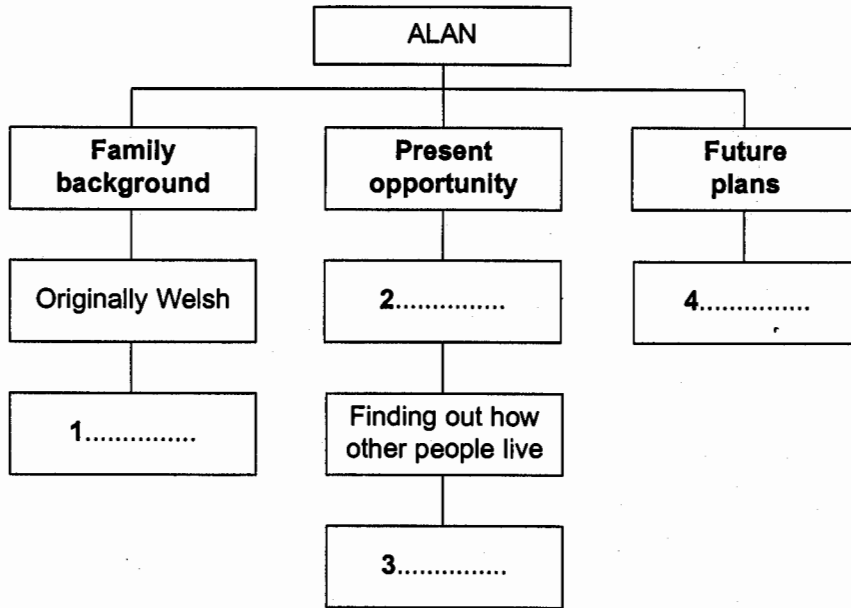 ALAN
Family
background
Present
opportunity
Future
plans
Originally Welsh
2...............
4...............
1...............
Finding out how
other people live
3...............